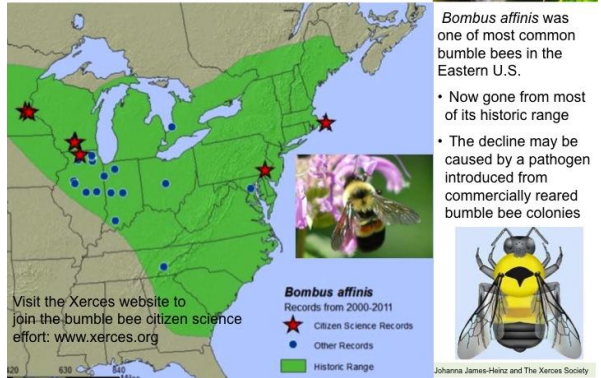 Bombus affinis was
one of most common
bumble bees in the
Eastern U.S.
• Now gone from most
of its historic range
• The decline may be
caused by a pathogen
introduced from
commercially reared
bumble bee colonies
Visit the Xerces website to
join the bumble bee citizen science
effort: www.xerces.org
Bombus affinis
Records from 2000-2011
Citizen Science Records
Other Records
Historic Range
420 630 840
Johanna James-Heinz and The Xerces Society